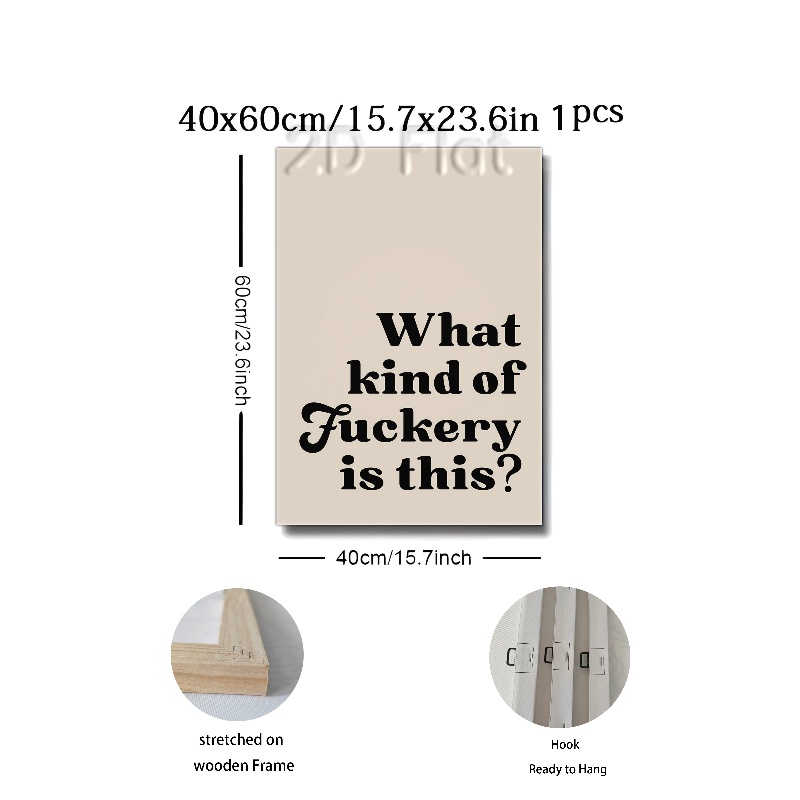 40x60cm/15.7x23.6in 1pcs
2D Flat
60cm/23.6inch
What
kind of
Fuckery
is this?
40cm/15.7inch
stretched on
wooden Frame
Hook
Ready to Hang